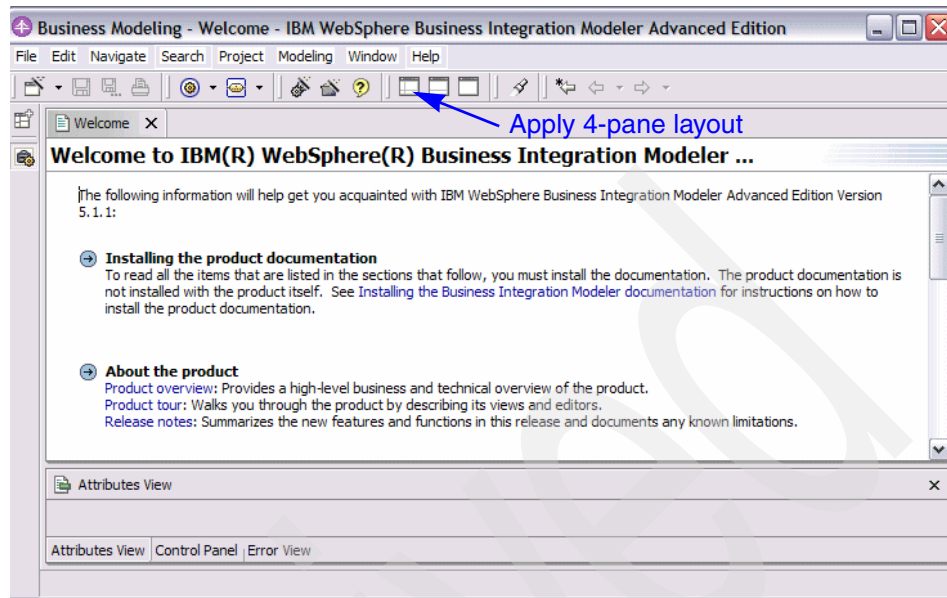 Business Modeling - Welcome - IBM WebSphere Business Integration Modeler Advanced Edition
File Edit Navigate Search Project Modeling Window Help
Apply 4-pane layout
Welcome
Welcome to IBM(R) WebSphere(R) Business Integration Modeler ...
The following information will help get you acquainted with IBM WebSphere Business Integration Modeler Advanced Edition Version
5.1.1:
Installing the product documentation
To read all the items that are listed in the sections that follow, you must install the documentation. The product documentation is
not installed with the product itself. See Installing the Business Integration Modeler documentation for instructions on how to
install the product documentation.
About the product
Product overview: Provides a high-level business and technical overview of the product.
Product tour: Walks you through the product by describing its views and editors.
Release notes: Summarizes the new features and functions in this release and documents any known limitations.
Attributes View
Attributes View Control Panel Error View